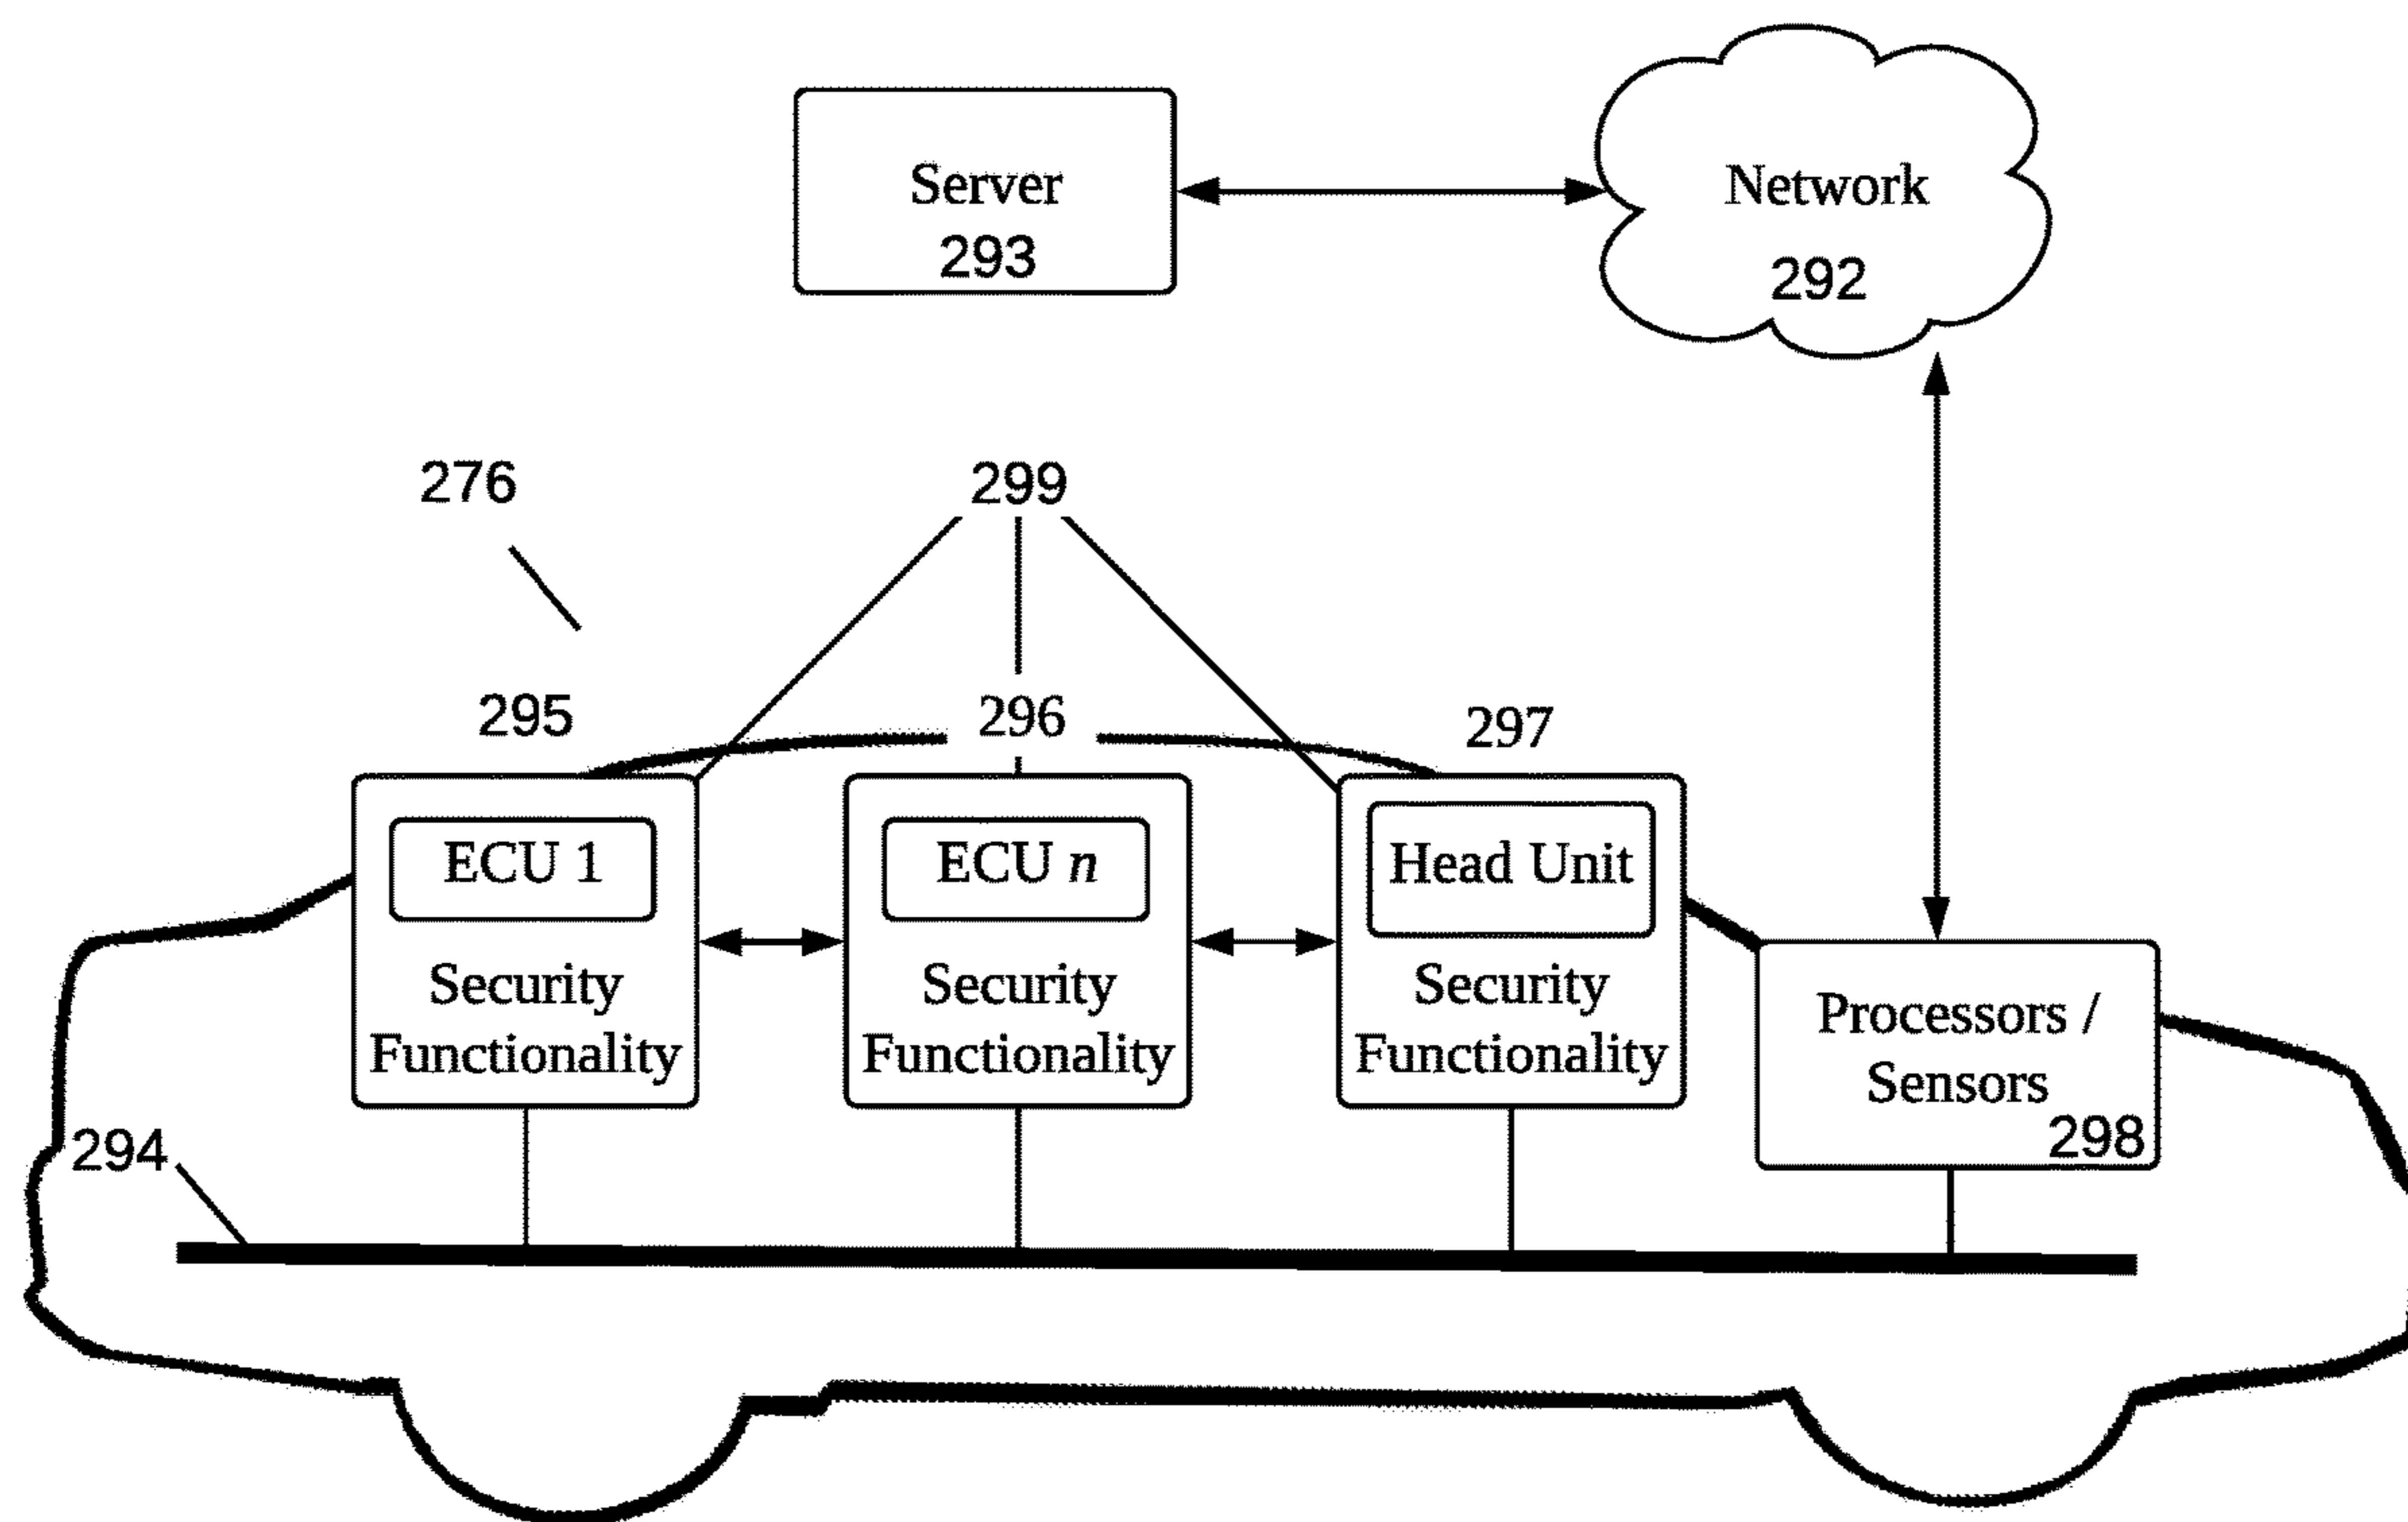 Server
293
Network
292
276
299
295
296
297
ECU 1
Security
Functionality
ECU n
Security
Functionality
Head Unit
Security
Functionality
Processors /
Sensors
298
294